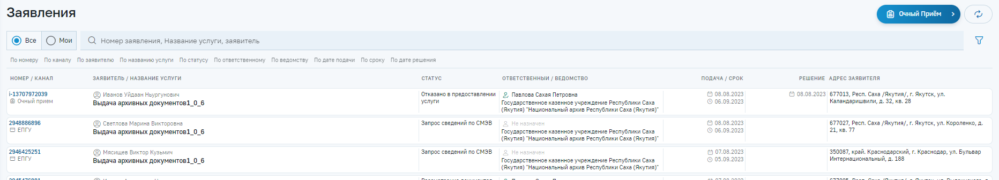 Заявления
Очный Приём
Все Мои Номер заявления, Название услуги, заявитель
По номеру По каналу По заявителю По названию услуги По статусу По ответственному По ведомству По дате подачи По сроку По дате решения
НОМЕР / КАНАЛ ЗАЯВИТЕЛЬ / НАЗВАНИЕ УСЛУГИ СТАТУС ОТВЕТСТВЕННЫЙ / ВЕДОМСТВО ПОДАЧА / СРОК РЕШЕНИЕ АДРЕС ЗАЯВИТЕЛЯ
i-13707972039
Очный прием
Иванов Уйдаан Ньургунович
Выдача архивных документов1_0_6
Отказано в предоставлении
услуги
Павлова Сахая Петровна
Государственное казенное учреждение Республики Саха
(Якутия) "Национальный архив Республики Саха (Якутия)"
08.08.2023
06.09.2023
08.08.2023
677013, Респ. Саха /Якутия/, г. Якутск, ул.
Каландаришвили, д. 32, кв. 28
2948886896
ЕПГУ
Светлова Марина Викторовна
Выдача архивных документов1_0_6
Запрос сведений по СМЭВ
Не назначен
Государственное казенное учреждение Республики Саха
(Якутия) "Национальный архив Республики Саха (Якутия)"
08.08.2023
06.09.2023
677027, Респ. Саха /Якутия/, г. Якутск, ул. Короленко, д.
21, кв. 77
2946425251
ЕПГУ
Мясищев Виктор Кузьмич
Выдача архивных документов1_0_6
Запрос сведений по СМЭВ
Не назначен
Государственное казенное учреждение Республики Саха
(Якутия) "Национальный архив Республики Саха (Якутия)"
07.08.2023
05.09.2023
350087, край. Краснодарский, г. Краснодар, ул. Бульвар
Интернациональный, д. 188